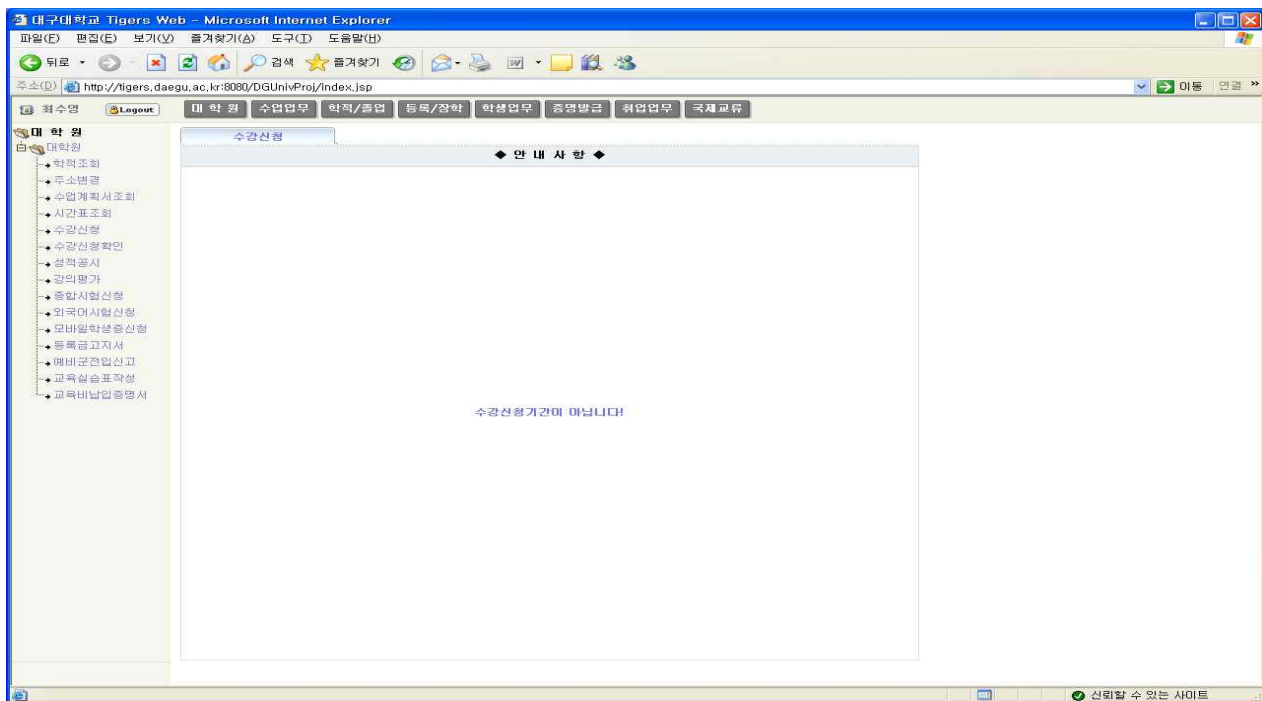 대구대학교 Tigers Web - Microsoft Internet Explorer
파일(F) 편집(E) 보기(V) 즐겨찾기(A) 도구(T) 도움말(H)
뒤로 검색 즐겨찾기
주소(D) http://tigers.daegu.ac.kr:8080/DGUnivProj/index.jsp 이동 연결 »
최수영 Logout 대 학 원 수업업무 학적/졸업 등록/장학 학생업무 증명발급 취업업무 국제교류
대 학 원
대학원
학적조회
주소변경
수업계획서조회
시간표조회
수강신청
수강신청확인
성적공시
강의평가
종합시험신청
외국어시험신청
모바일학생증신청
등록금고지서
예비군전입신고
교육실습표작성
교육비납입증명서
수강신청
◆ 안 내 사 항 ◆
수강신청기간이 아닙니다!
신뢰할 수 있는 사이트